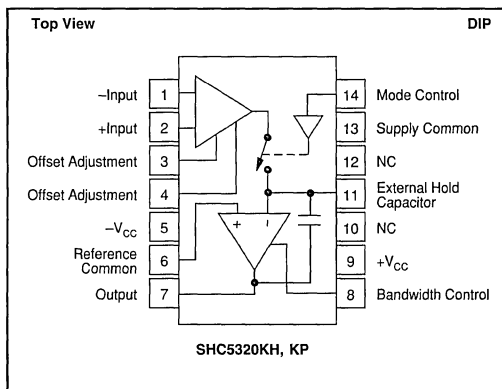 Top View DIP
–Input 1 14 Mode Control
+Input 2 13 Supply Common
Offset Adjustment 3 12 NC
Offset Adjustment 4 11 External Hold Capacitor
–VCC 5 10 NC
Reference Common 6 9 +VCC
Output 7 8 Bandwidth Control
+ –
SHC5320KH, KP